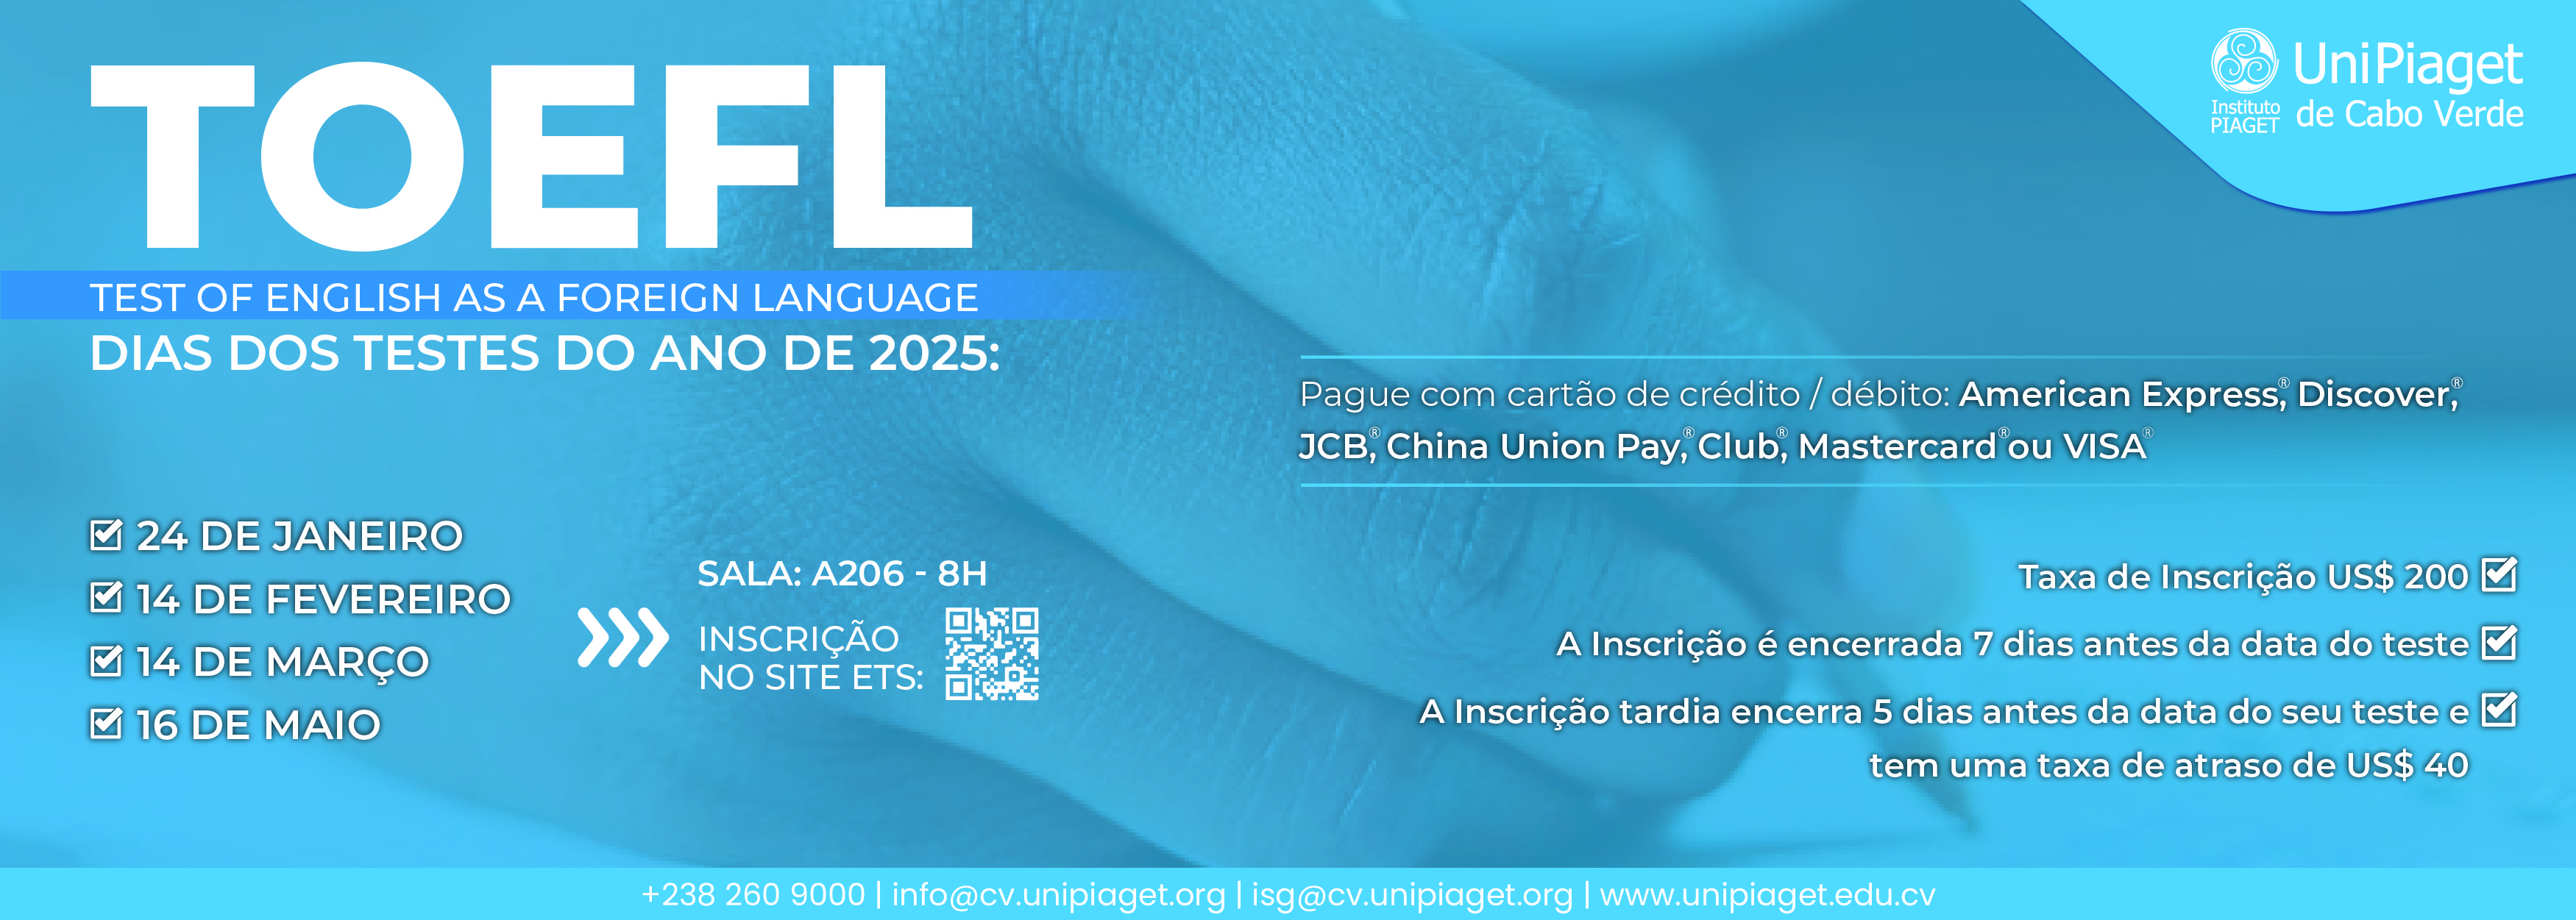 TOEFL
TEST OF ENGLISH AS A FOREIGN LANGUAGE
DIAS DOS TESTES DO ANO DE 2025:
24 DE JANEIRO
14 DE FEVEREIRO
14 DE MARÇO
16 DE MAIO
SALA: A206 - 8H
INSCRIÇÃO
NO SITE ETS:
UniPiaget
de Cabo Verde
Instituto
PIAGET
Pague com cartão de crédito / débito: American Express®, Discover®,
JCB®, China Union Pay®, Club®, Mastercard® ou VISA®
Taxa de Inscrição US$ 200
A Inscrição é encerrada 7 dias antes da data do teste
A Inscrição tardia encerra 5 dias antes da data do seu teste e
tem uma taxa de atraso de US$ 40
+238 260 9000 | info@cv.unipiaget.org | isg@cv.unipiaget.org | www.unipiaget.edu.cv